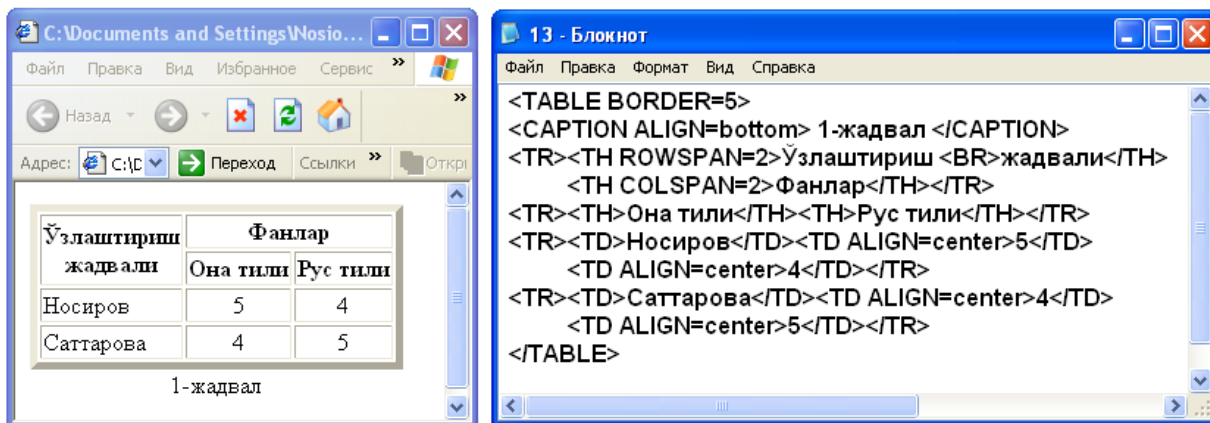 C:\Documents and Settings\Nosio...
Файл Правка Вид Избранное Сервис »
Назад »
Адрес: C:\D Переход Ссылки »
Ўзлаштириш жадвали Фанлар
Она тили Рус тили
Носиров 5 4
Саттарова 4 5
1-жадвал
13 - Блокнот
Файл Правка Формат Вид Справка
<TABLE BORDER=5>
<CAPTION ALIGN=bottom> 1-жадвал </CAPTION>
<TR><TH ROWSPAN=2>Ўзлаштириш <BR>жадвали</TH>
<TH COLSPAN=2>Фанлар</TH></TR>
<TR><TH>Она тили</TH><TH>Рус тили</TH></TR>
<TR><TD>Носиров</TD><TD ALIGN=center>5</TD>
<TD ALIGN=center>4</TD></TR>
<TR><TD>Саттарова</TD><TD ALIGN=center>4</TD>
<TD ALIGN=center>5</TD></TR>
</TABLE>